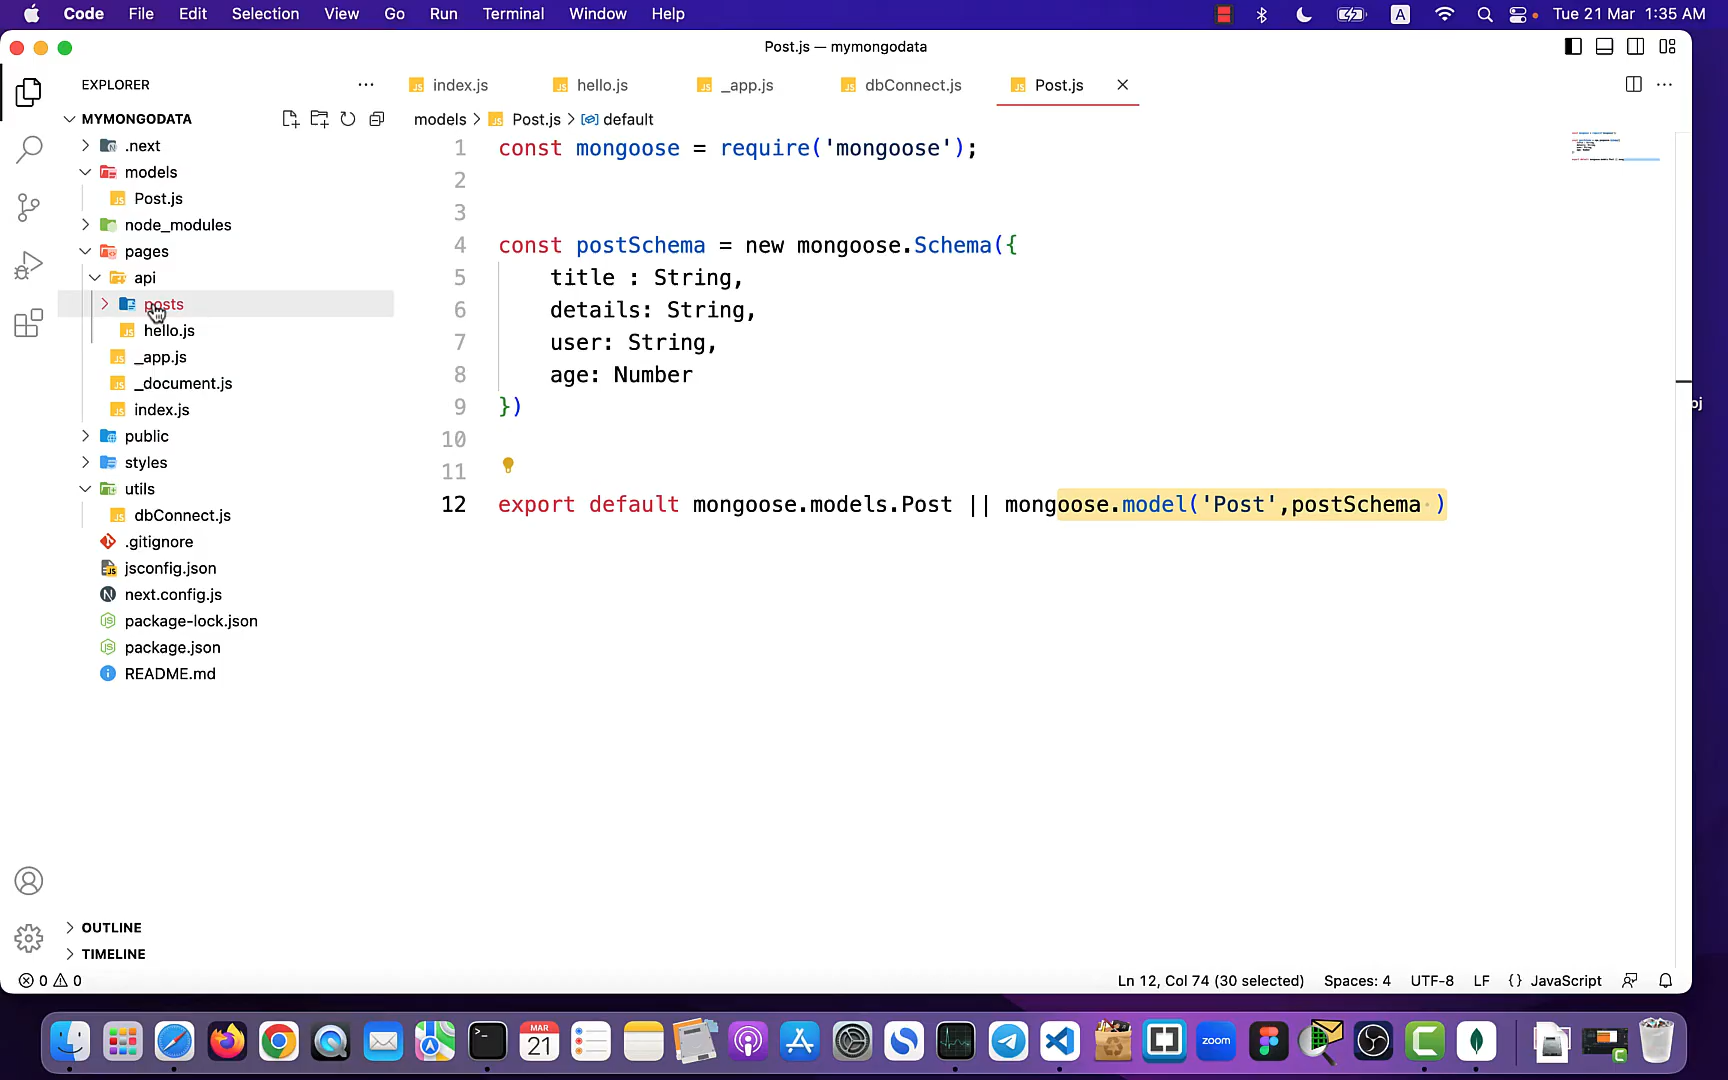 Code File Edit Selection View Go Run Terminal Window Help A Tue 21 Mar 1:35 AM
Post.js — mymongodata
EXPLORER
index.js hello.js _app.js dbConnect.js Post.js
MYMONGODATA
models > Post.js > default
.next
models
Post.js
node_modules
pages
api
posts
hello.js
_app.js
_document.js
index.js
public
styles
utils
dbConnect.js
.gitignore
jsconfig.json
next.config.js
package-lock.json
package.json
README.md
OUTLINE
TIMELINE
1 const mongoose = require('mongoose');
2
3
4 const postSchema = new mongoose.Schema({
5 title : String,
6 details: String,
7 user: String,
8 age: Number
9 })
10
11
12 export default mongoose.models.Post || mongoose.model('Post',postSchema )
oj
0 0
Ln 12, Col 74 (30 selected) Spaces: 4 UTF-8 LF {} JavaScript
MAR
21
zoom